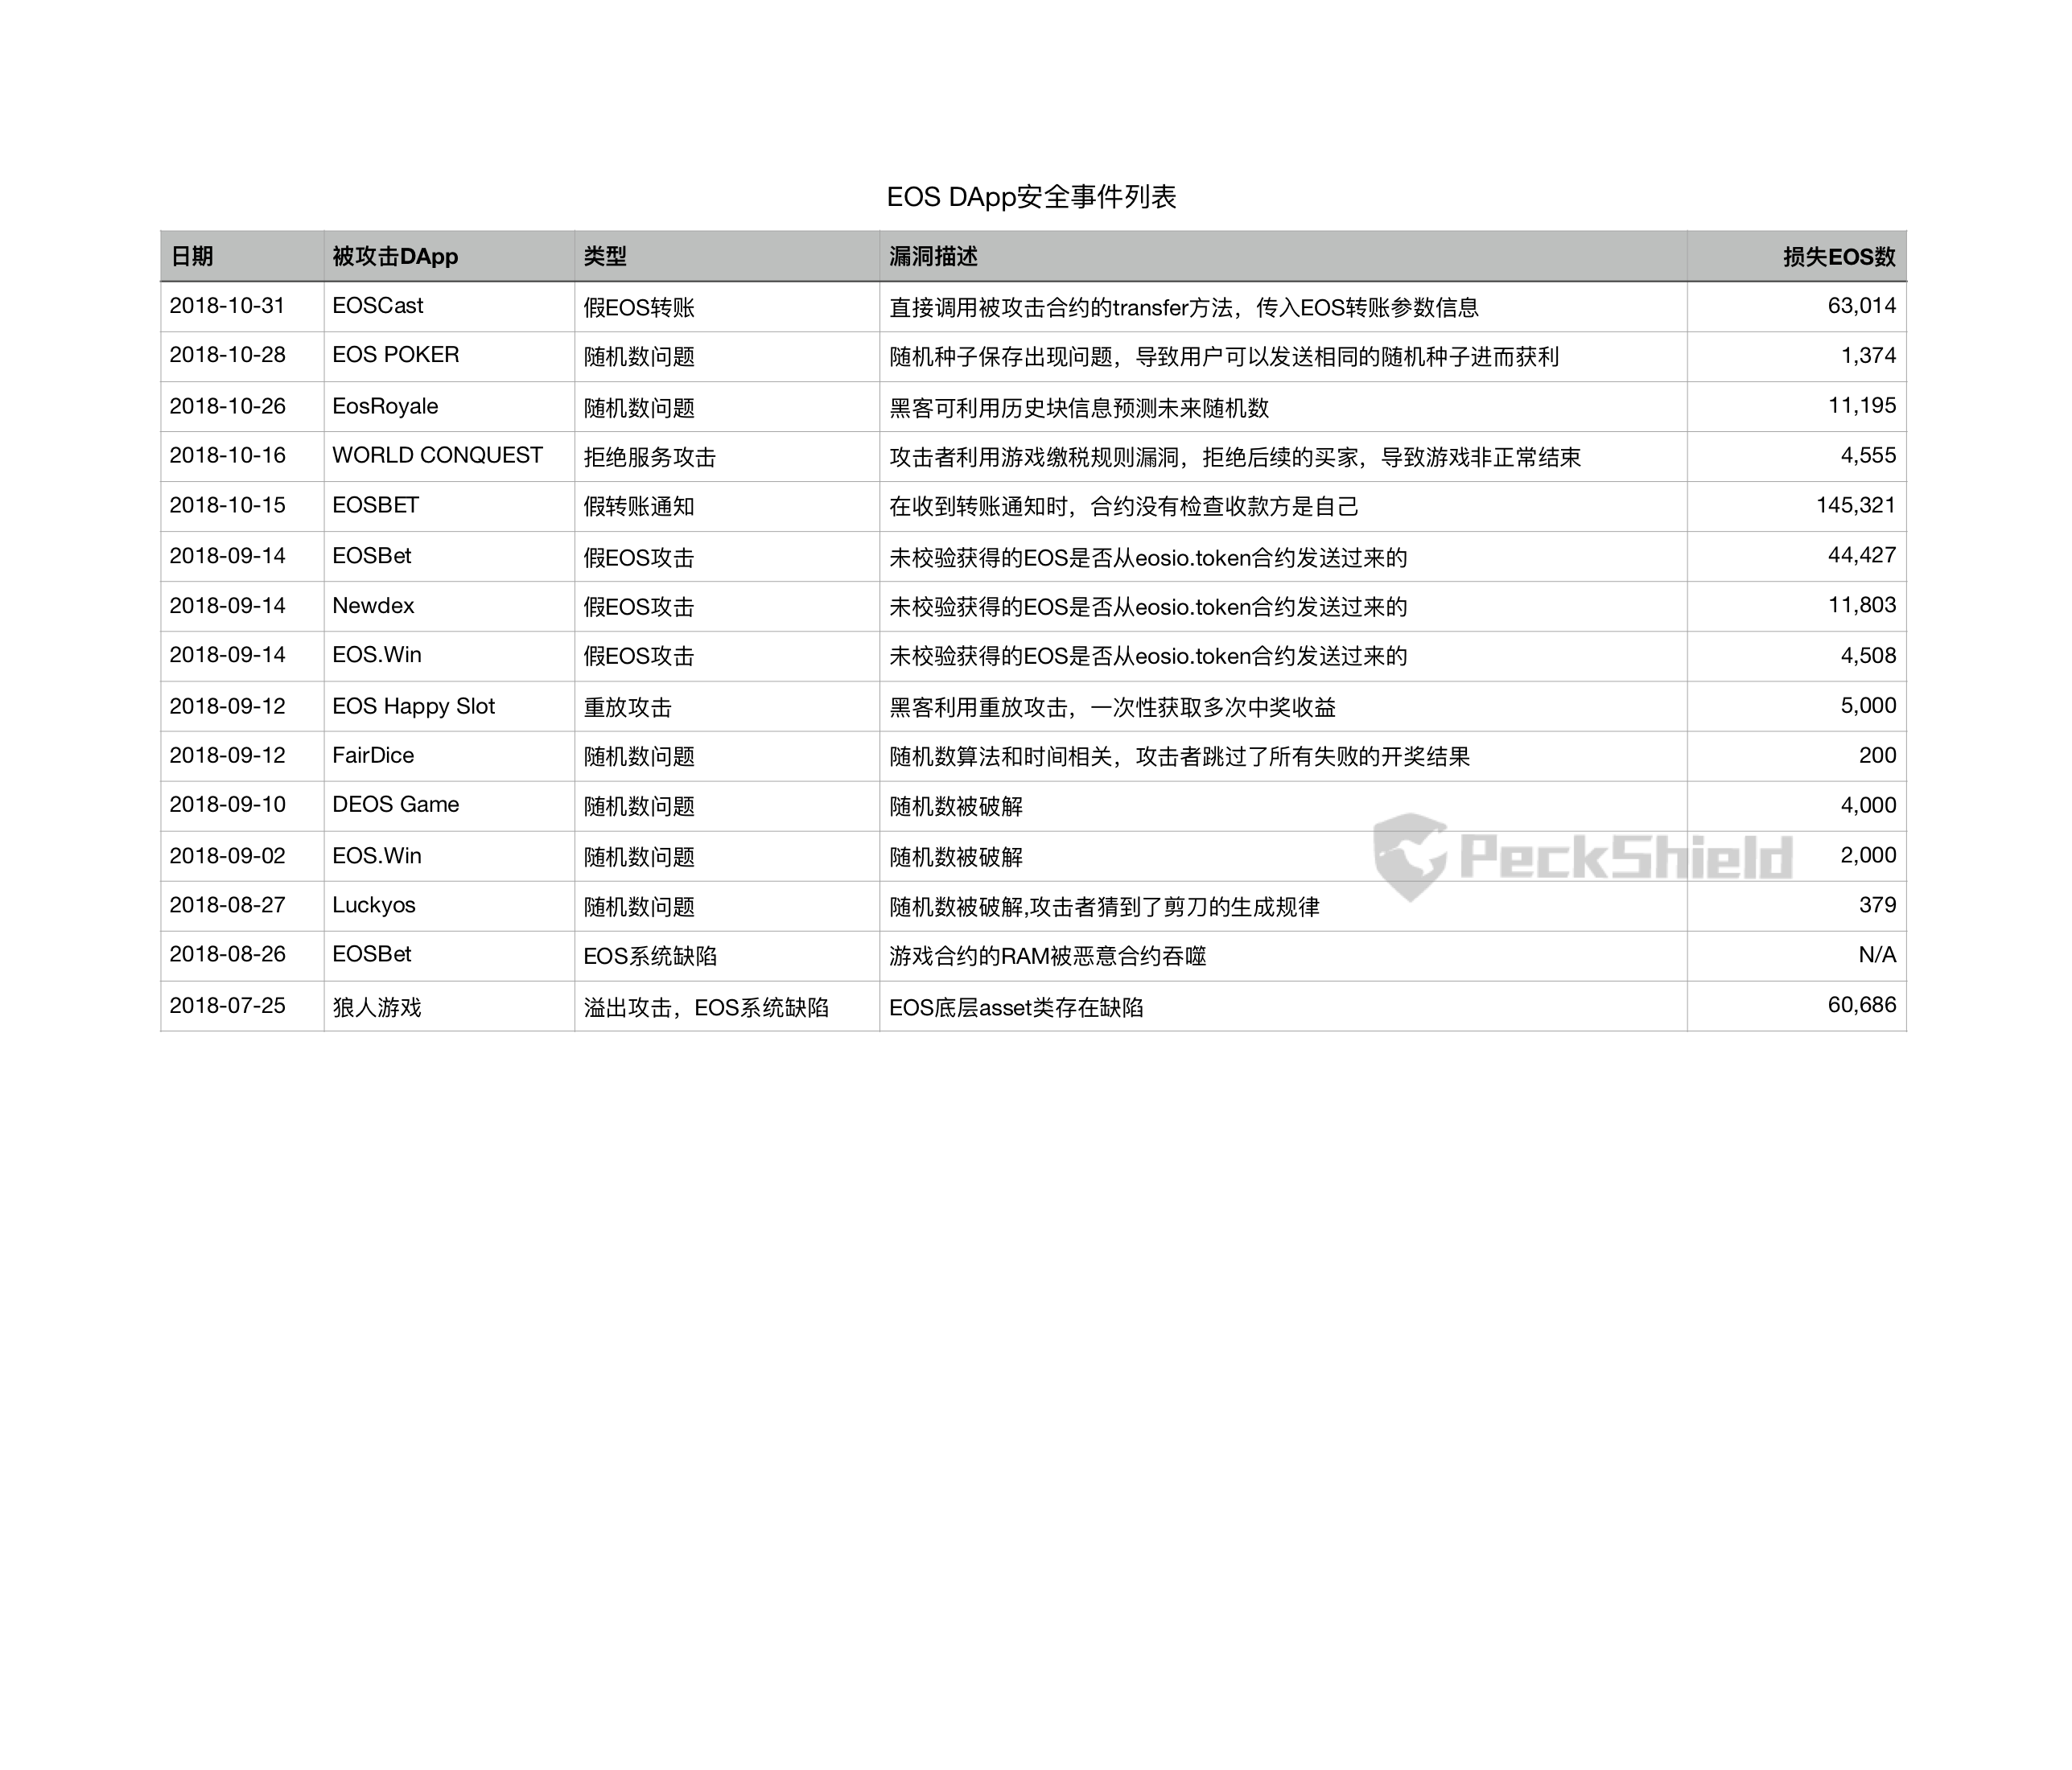 EOS DApp安全事件列表
日期 被攻击DApp 类型 漏洞描述 损失EOS数
2018-10-31 EOSCast 假EOS转账 直接调用被攻击合约的transfer方法，传入EOS转账参数信息 63,014
2018-10-28 EOS POKER 随机数问题 随机种子保存出现问题，导致用户可以发送相同的随机种子进而获利 1,374
2018-10-26 EosRoyale 随机数问题 黑客可利用历史块信息预测未来随机数 11,195
2018-10-16 WORLD CONQUEST 拒绝服务攻击 攻击者利用游戏缴税规则漏洞，拒绝后续的买家，导致游戏非正常结束 4,555
2018-10-15 EOSBET 假转账通知 在收到转账通知时，合约没有检查收款方是自己 145,321
2018-09-14 EOSBet 假EOS攻击 未校验获得的EOS是否从eosio.token合约发送过来的 44,427
2018-09-14 Newdex 假EOS攻击 未校验获得的EOS是否从eosio.token合约发送过来的 11,803
2018-09-14 EOS.Win 假EOS攻击 未校验获得的EOS是否从eosio.token合约发送过来的 4,508
2018-09-12 EOS Happy Slot 重放攻击 黑客利用重放攻击，一次性获取多次中奖收益 5,000
2018-09-12 FairDice 随机数问题 随机数算法和时间相关，攻击者跳过了所有失败的开奖结果 200
2018-09-10 DEOS Game 随机数问题 随机数被破解 4,000
2018-09-02 EOS.Win 随机数问题 随机数被破解 2,000
PeckShield
2018-08-27 Luckyos 随机数问题 随机数被破解,攻击者猜到了剪刀的生成规律 379
2018-08-26 EOSBet EOS系统缺陷 游戏合约的RAM被恶意合约吞噬 N/A
2018-07-25 狼人游戏 溢出攻击，EOS系统缺陷 EOS底层asset类存在缺陷 60,686